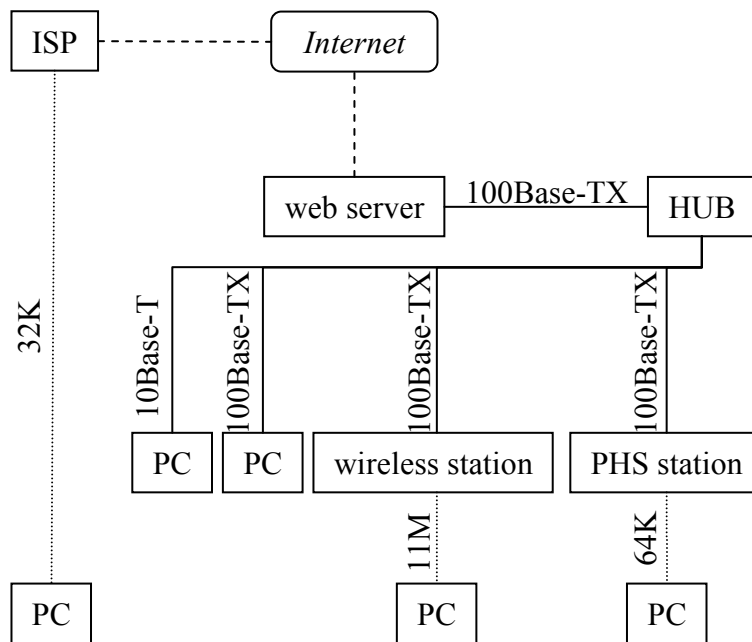 ISP
Internet
web server
100Base-TX
HUB
32K
10Base-T
100Base-TX
100Base-TX
100Base-TX
PC
PC
wireless station
PHS station
11M
64K
PC
PC
PC